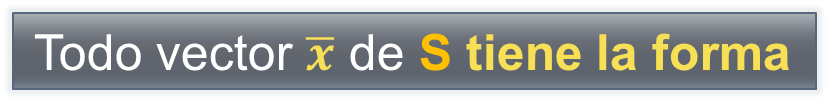 Todo vector x̅ de S tiene la forma